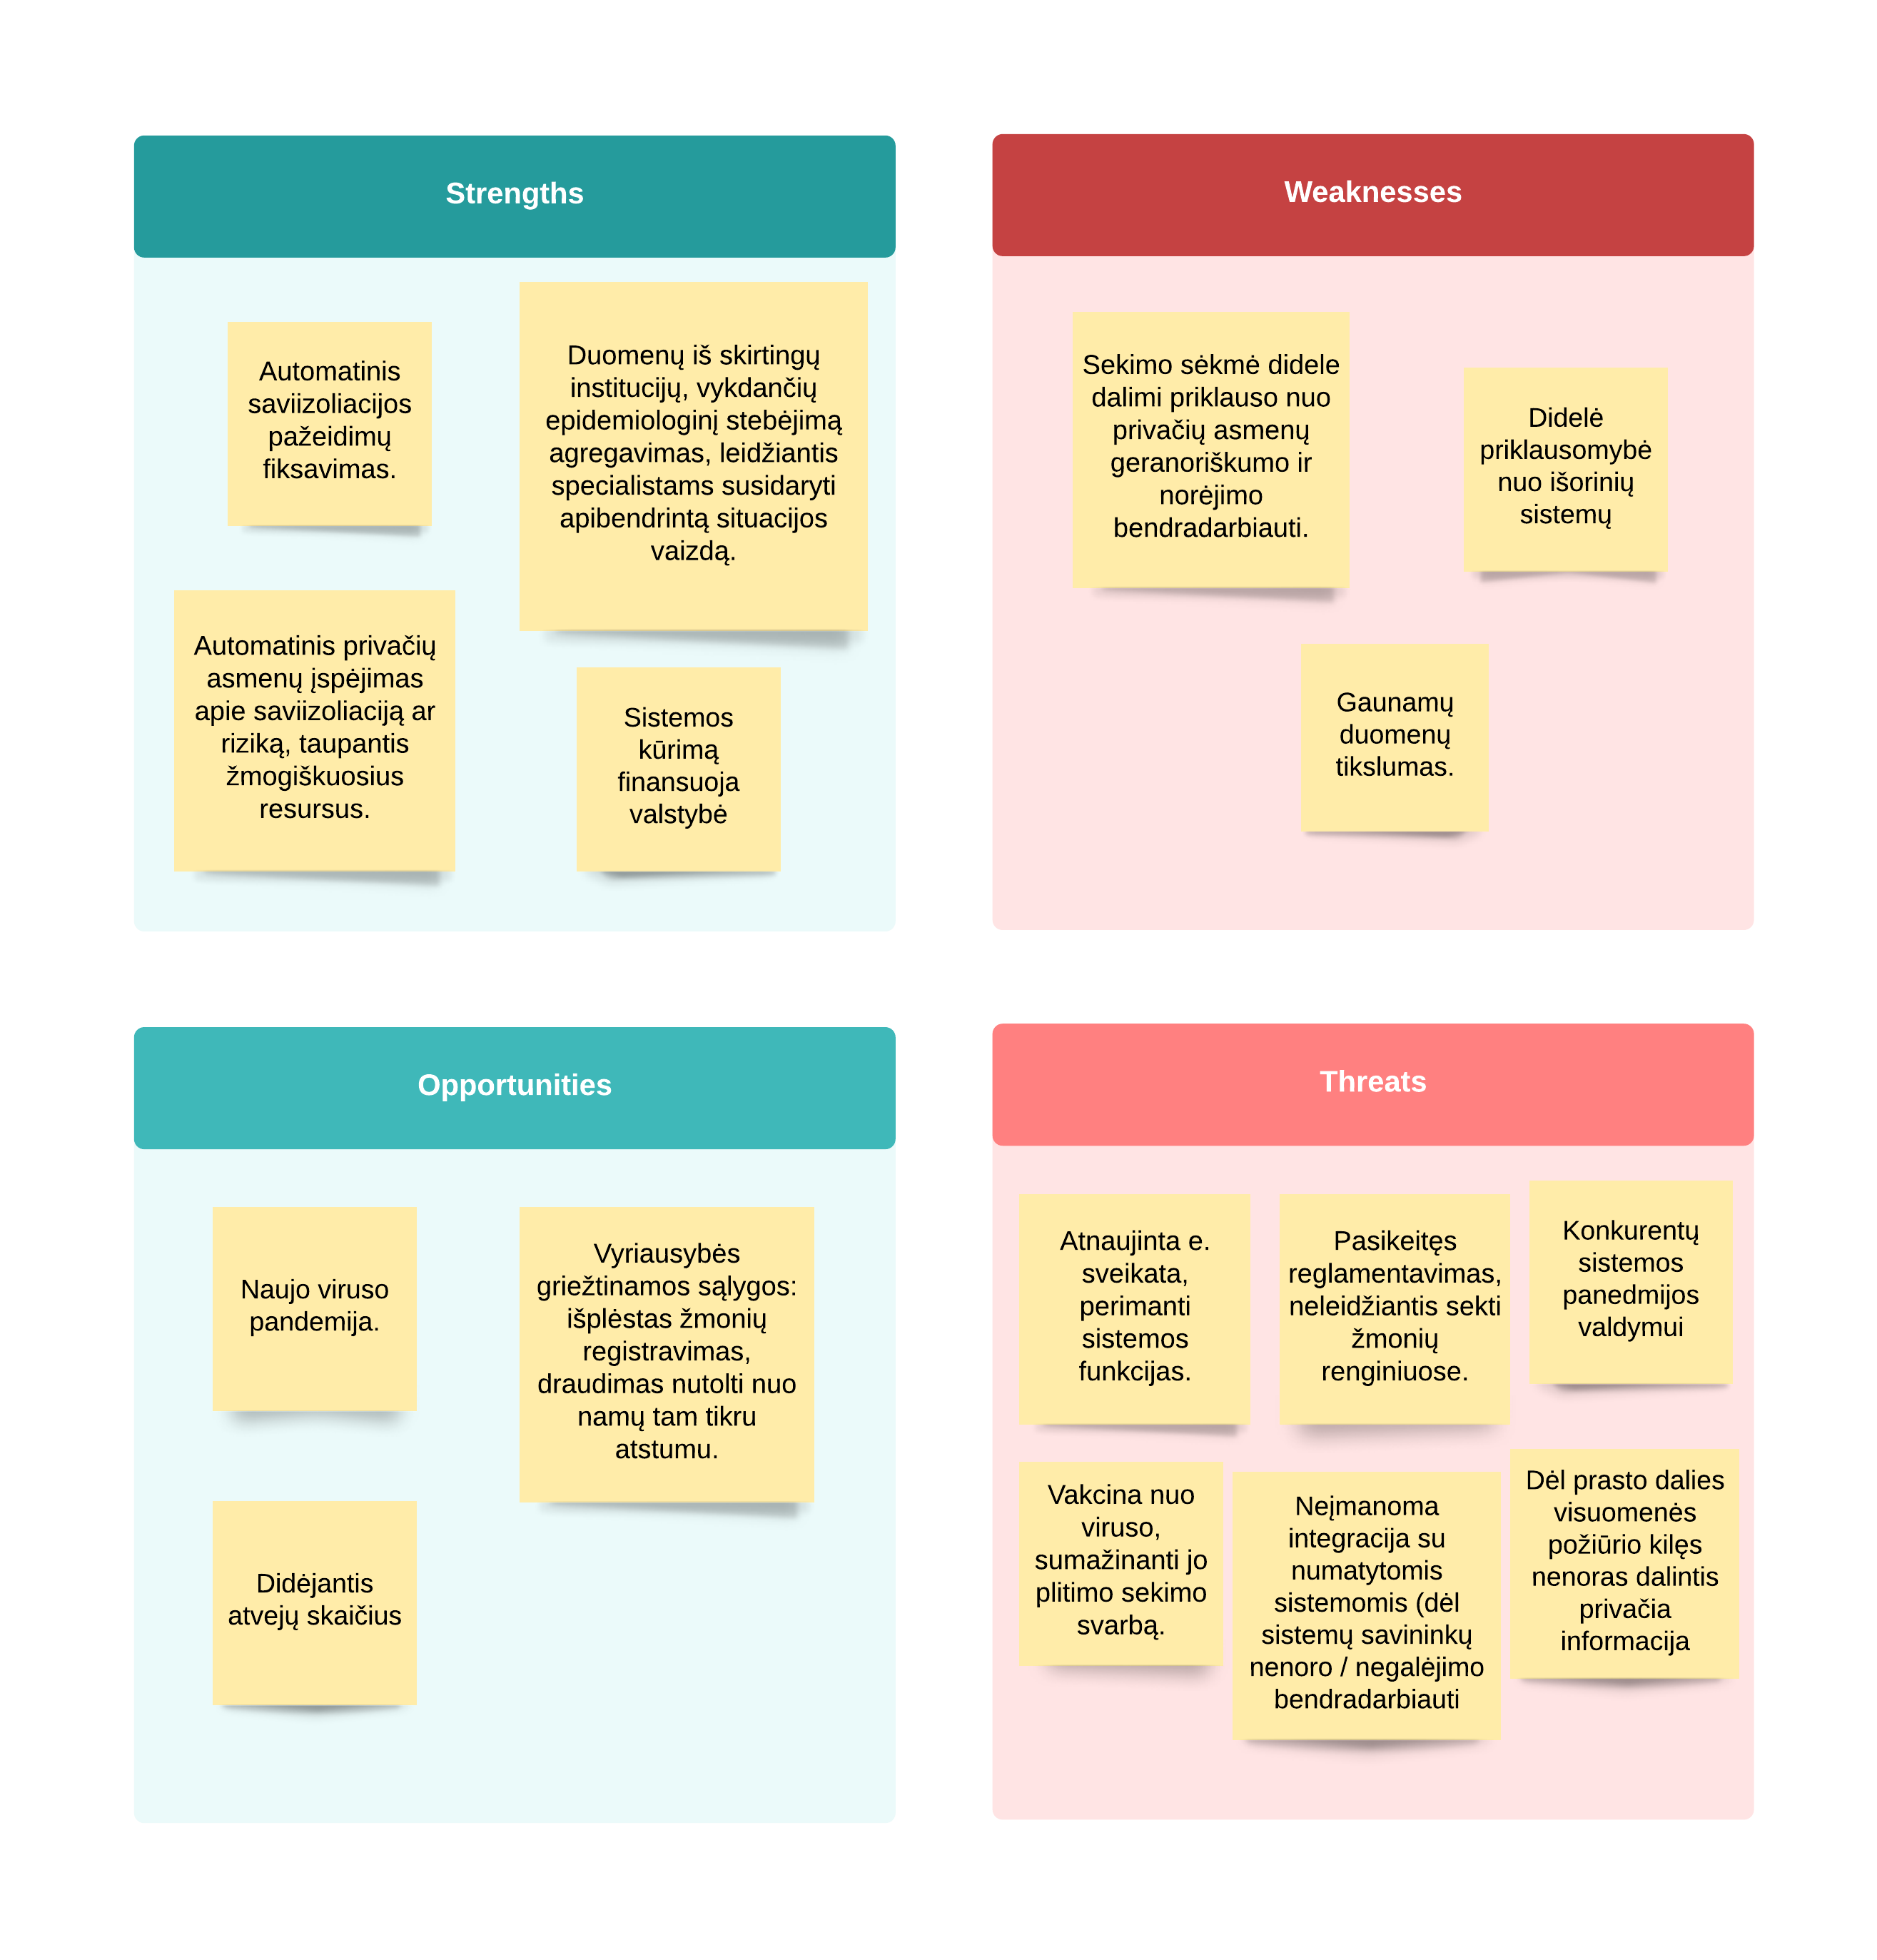 Strengths
Automatinis
saviizoliacijos
pažeidimų
fiksavimas.
Duomenų iš skirtingų
institucijų, vykdančių
epidemiologinį stebėjimą
agregavimas, leidžiantis
specialistams susidaryti
apibendrintą situacijos
vaizdą.
Automatinis privačių
asmenų įspėjimas
apie saviizoliaciją ar
riziką, taupantis
žmogiškuosius
resursus.
Sistemos
kūrimą
finansuoja
valstybė
Weaknesses
Sekimo sėkmė didele
dalimi priklauso nuo
privačių asmenų
geranoriškumo ir
norėjimo
bendradarbiauti.
Didelė
priklausomybė
nuo išorinių
sistemų
Gaunamų
duomenų
tikslumas.
Opportunities
Naujo viruso
pandemija.
Vyriausybės
griežtinamos sąlygos:
išplėstas žmonių
registravimas,
draudimas nutolti nuo
namų tam tikru
atstumu.
Didėjantis
atvejų skaičius
Threats
Atnaujinta e.
sveikata,
perimanti
sistemos
funkcijas.
Pasikeitęs
reglamentavimas,
neleidžiantis sekti
žmonių
renginiuose.
Konkurentų
sistemos
panedmijos
valdymui
Vakcina nuo
viruso,
sumažinanti jo
plitimo sekimo
svarbą.
Neįmanoma
integracija su
numatytomis
sistemomis (dėl
sistemų savininkų
nenoro / negalėjimo
bendradarbiauti
Dėl prasto dalies
visuomenės
požiūrio kilęs
nenoras dalintis
privačia
informacija